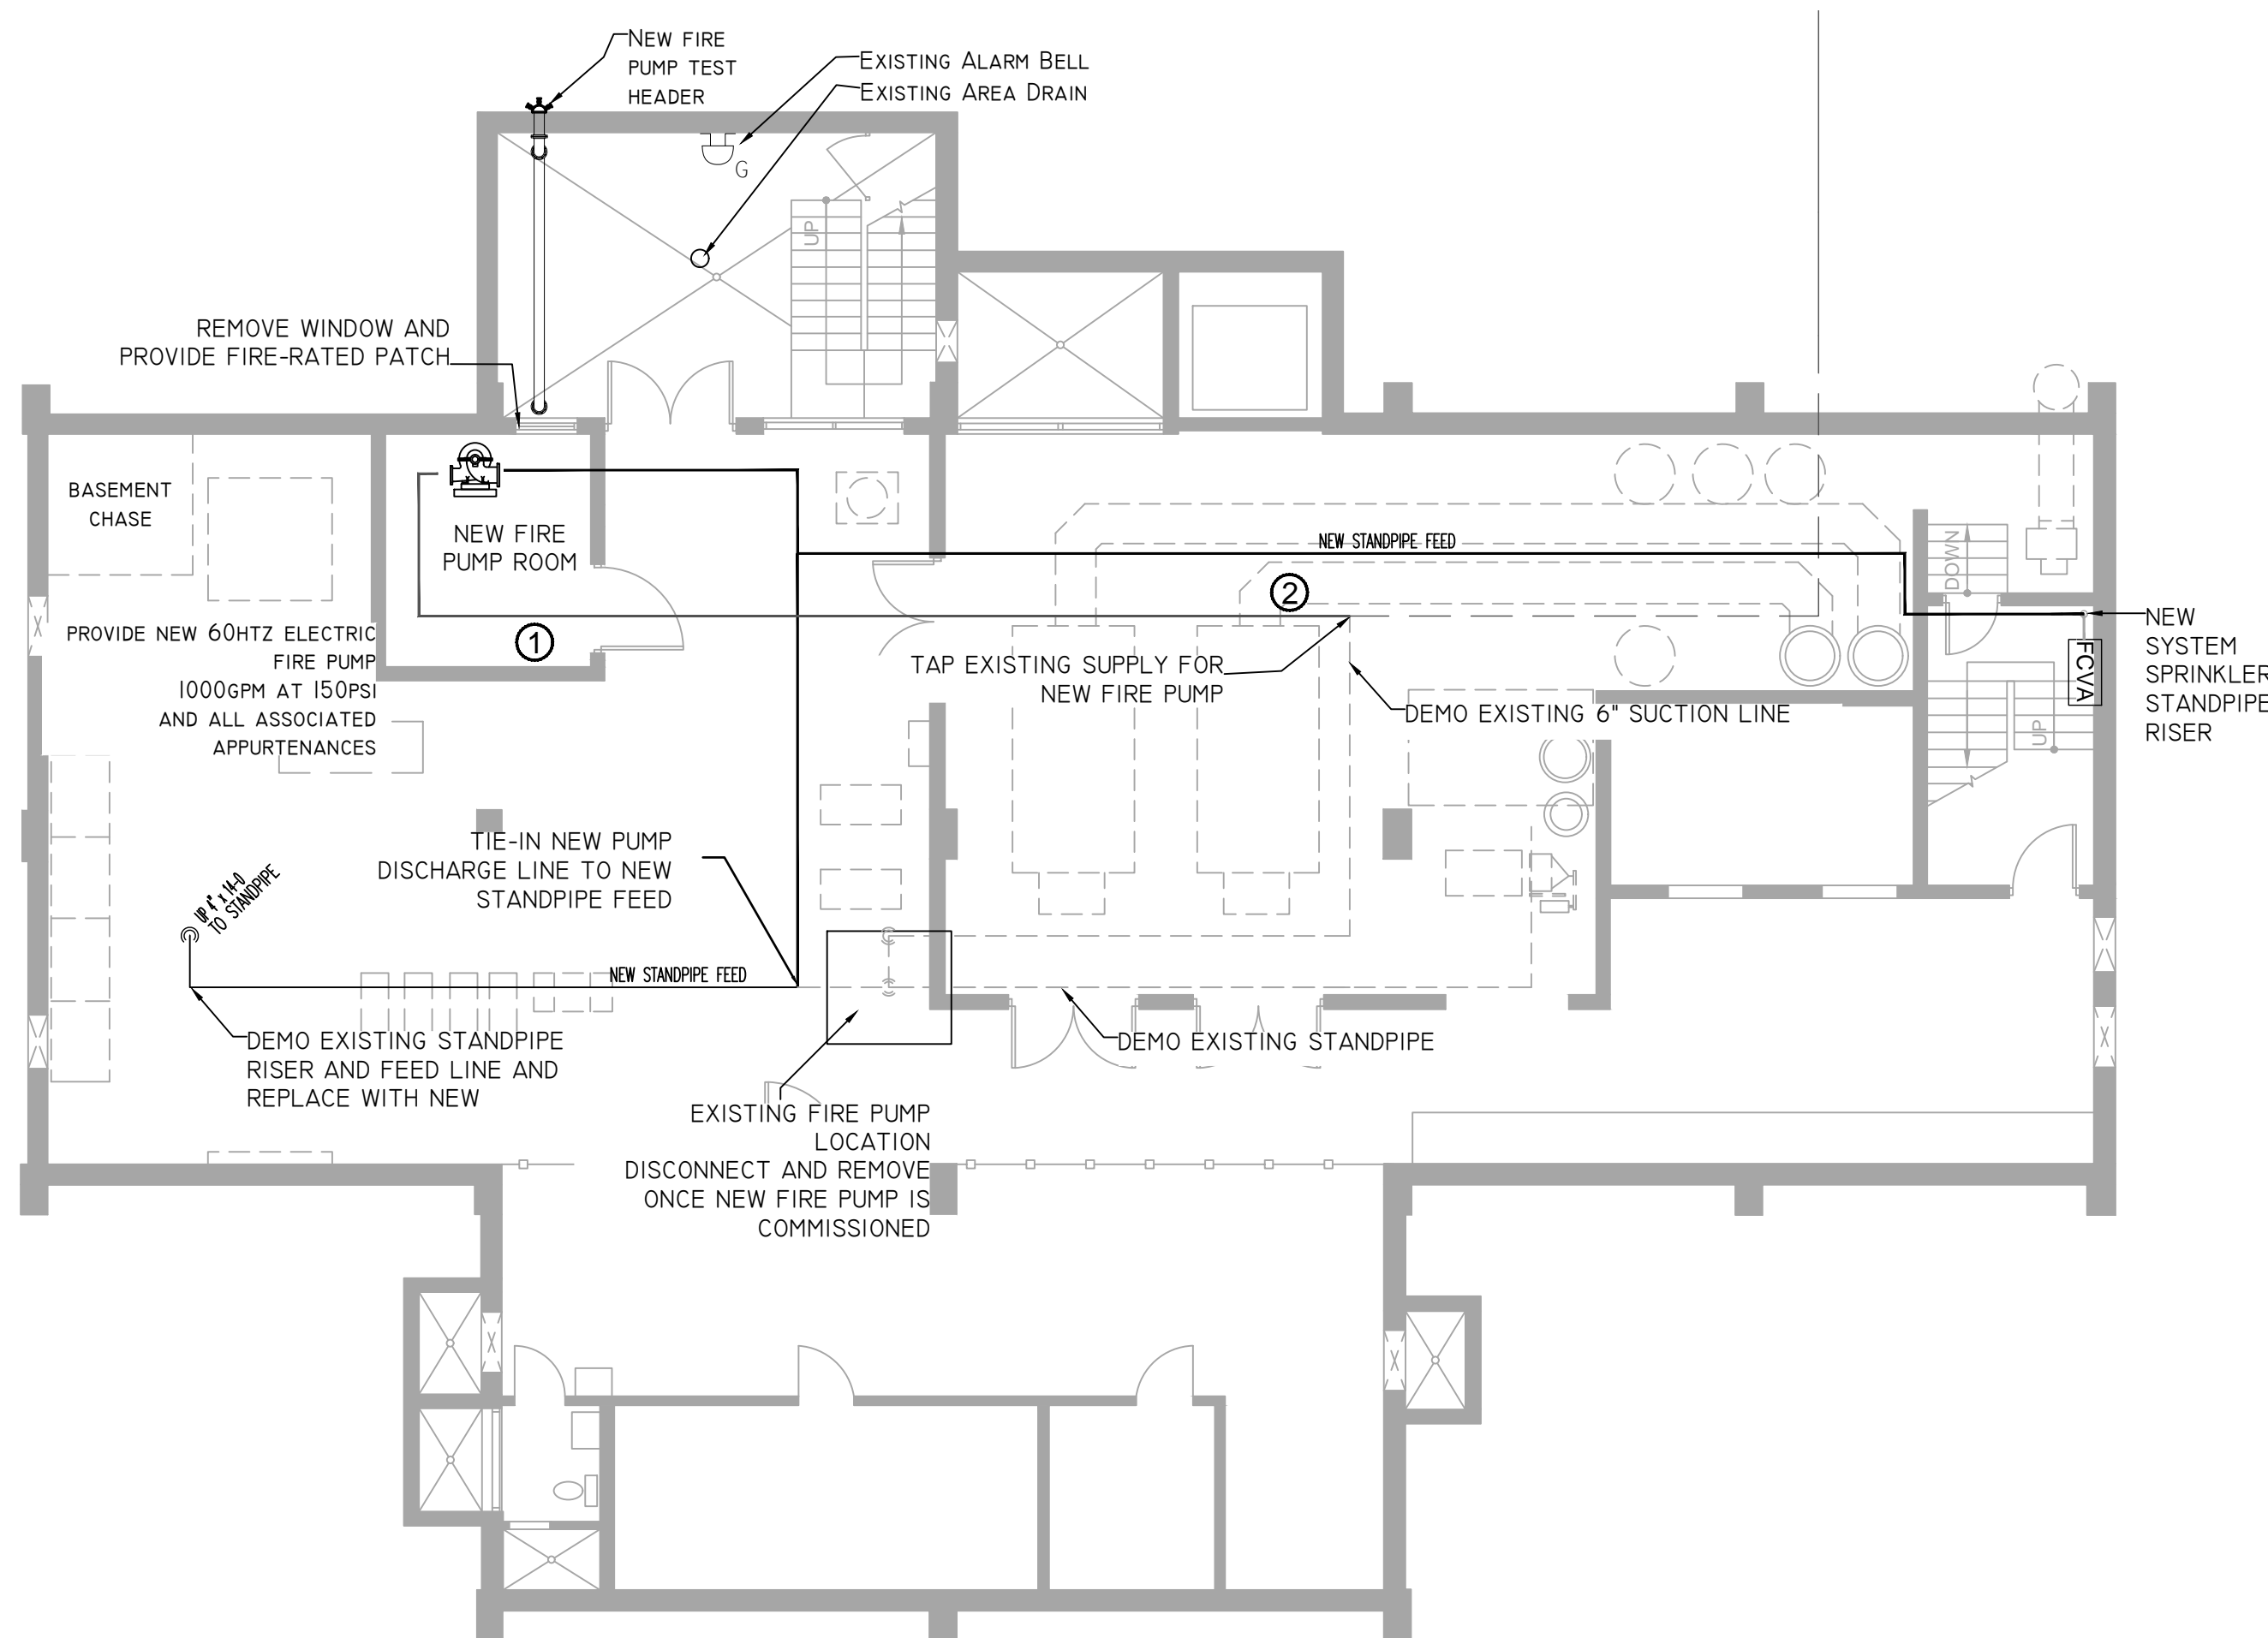 NEW FIRE
PUMP TEST
HEADER
EXISTING ALARM BELL
EXISTING AREA DRAIN
G
UP
REMOVE WINDOW AND
PROVIDE FIRE-RATED PATCH
BASEMENT
CHASE
NEW FIRE
PUMP ROOM
NEW STANDPIPE FEED
DOWN
2
1
PROVIDE NEW 60HTZ ELECTRIC
FIRE PUMP
1000GPM AT 150PSI
AND ALL ASSOCIATED
APPURTENANCES
TAP EXISTING SUPPLY FOR
NEW FIRE PUMP
DEMO EXISTING 6" SUCTION LINE
FCVA
UP
NEW
SYSTEM
SPRINKLER
STANDPIPE
RISER
TIE-IN NEW PUMP
DISCHARGE LINE TO NEW
STANDPIPE FEED
UP 4" x 14-0
TO STANDPIPE
NEW STANDPIPE FEED
DEMO EXISTING STANDPIPE
RISER AND FEED LINE AND
REPLACE WITH NEW
DEMO EXISTING STANDPIPE
EXISTING FIRE PUMP
LOCATION
DISCONNECT AND REMOVE
ONCE NEW FIRE PUMP IS
COMMISSIONED